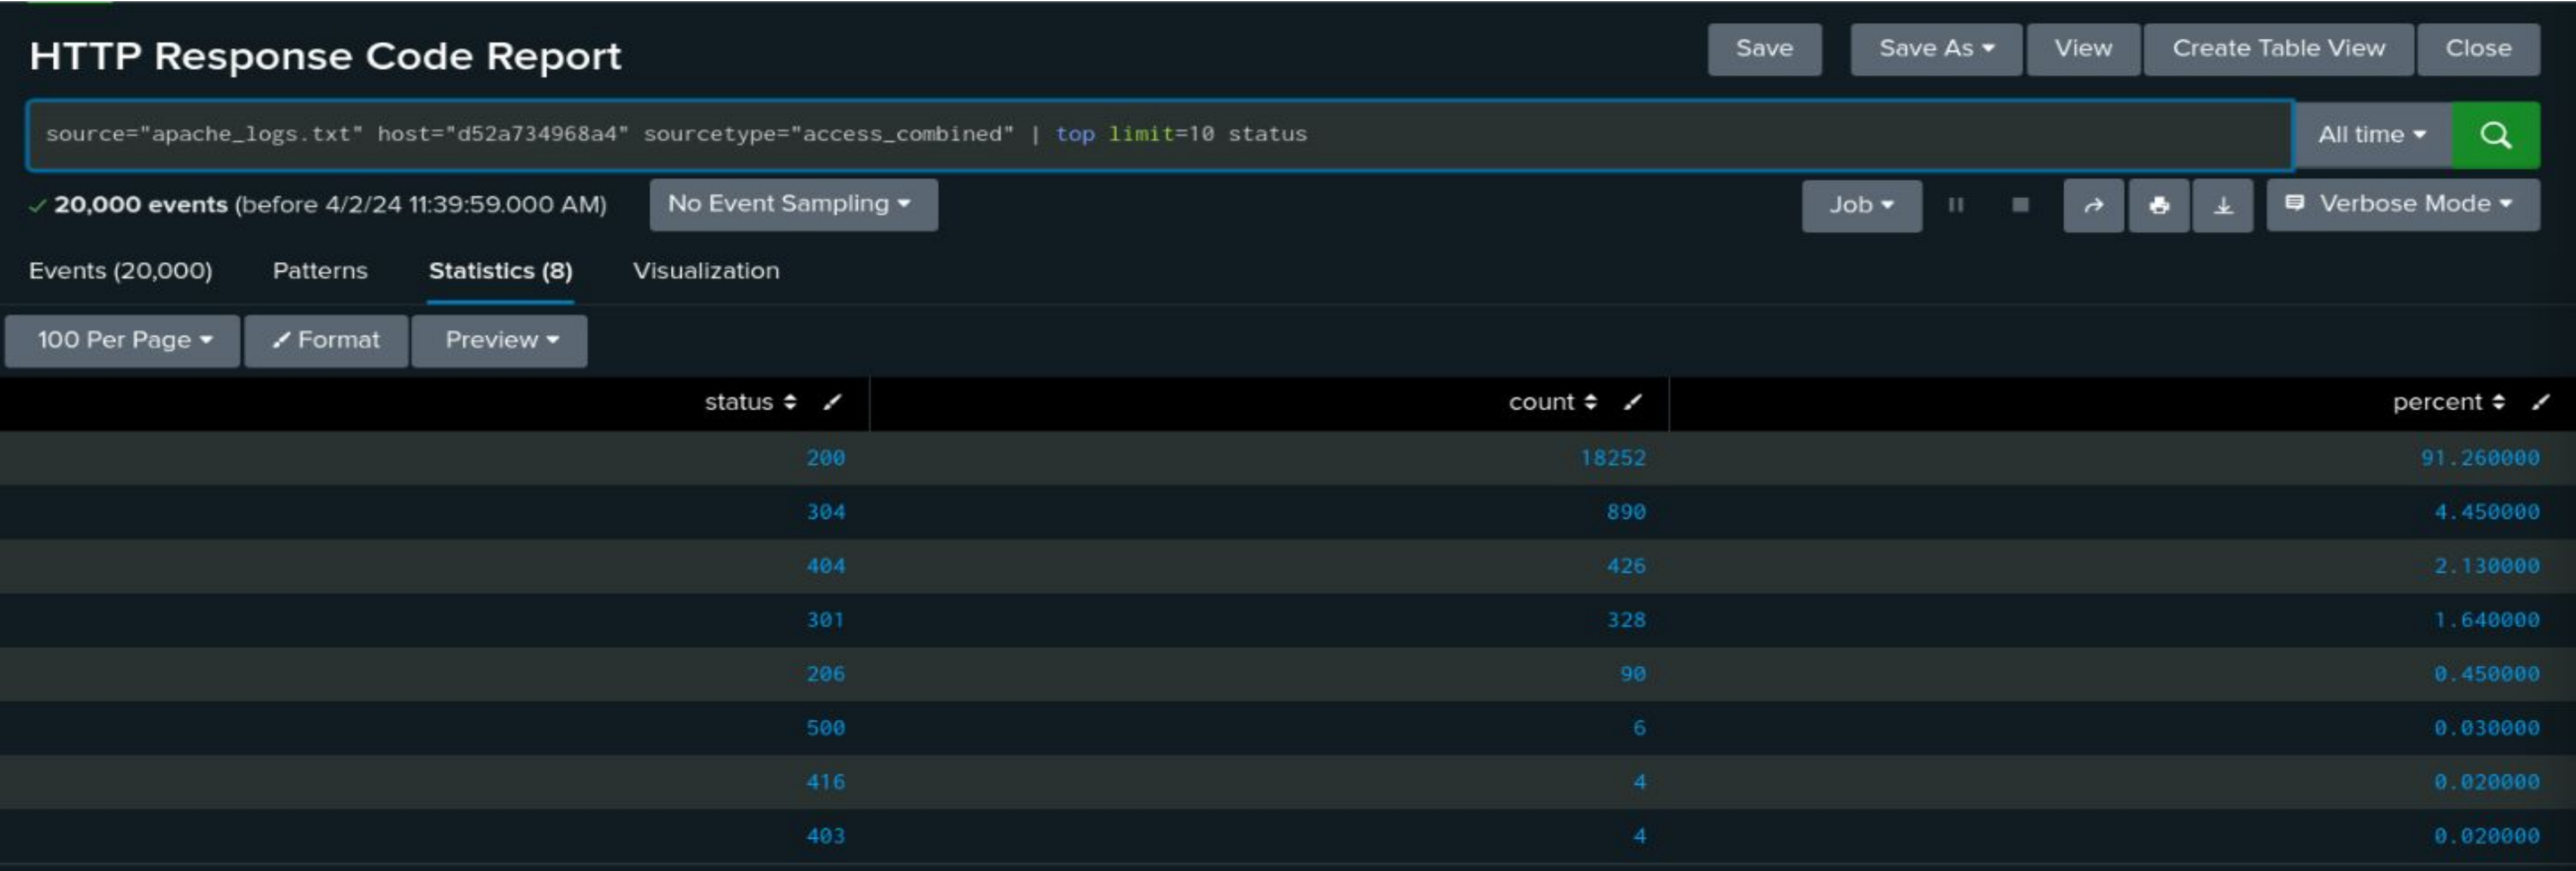 HTTP Response Code Report
Save Save As View Create Table View Close
source="apache_logs.txt" host="d52a734968a4" sourcetype="access_combined" | top limit=10 status
All time
20,000 events (before 4/2/24 11:39:59.000 AM) No Event Sampling Job Verbose Mode
Events (20,000) Patterns Statistics (8) Visualization
100 Per Page Format Preview
status count percent
200 18252 91.260000
304 890 4.450000
404 426 2.130000
301 328 1.640000
206 90 0.450000
500 6 0.030000
416 4 0.020000
403 4 0.020000